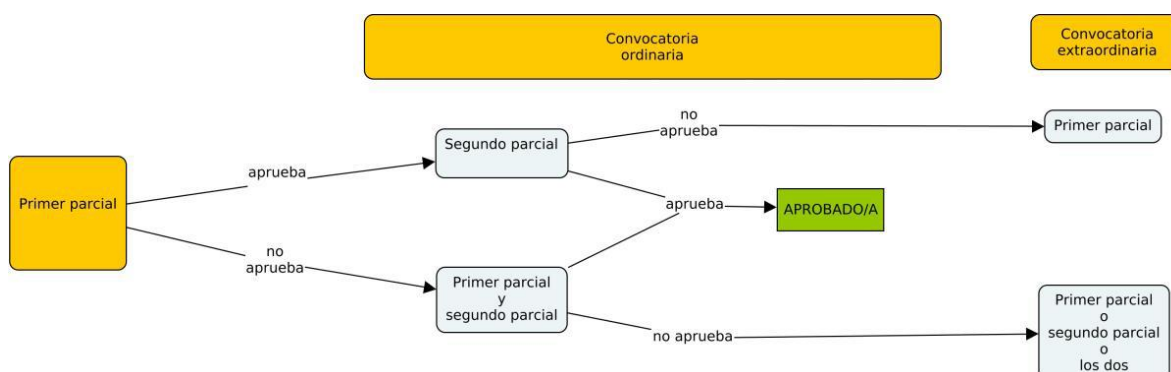 Convocatoria
ordinaria
Convocatoria
extraordinaria
Primer parcial
aprueba
no
aprueba
Segundo parcial
no
aprueba
Primer parcial
aprueba
APROBADO/A
Primer parcial
y
segundo parcial
no aprueba
Primer parcial
o
segundo parcial
o
los dos